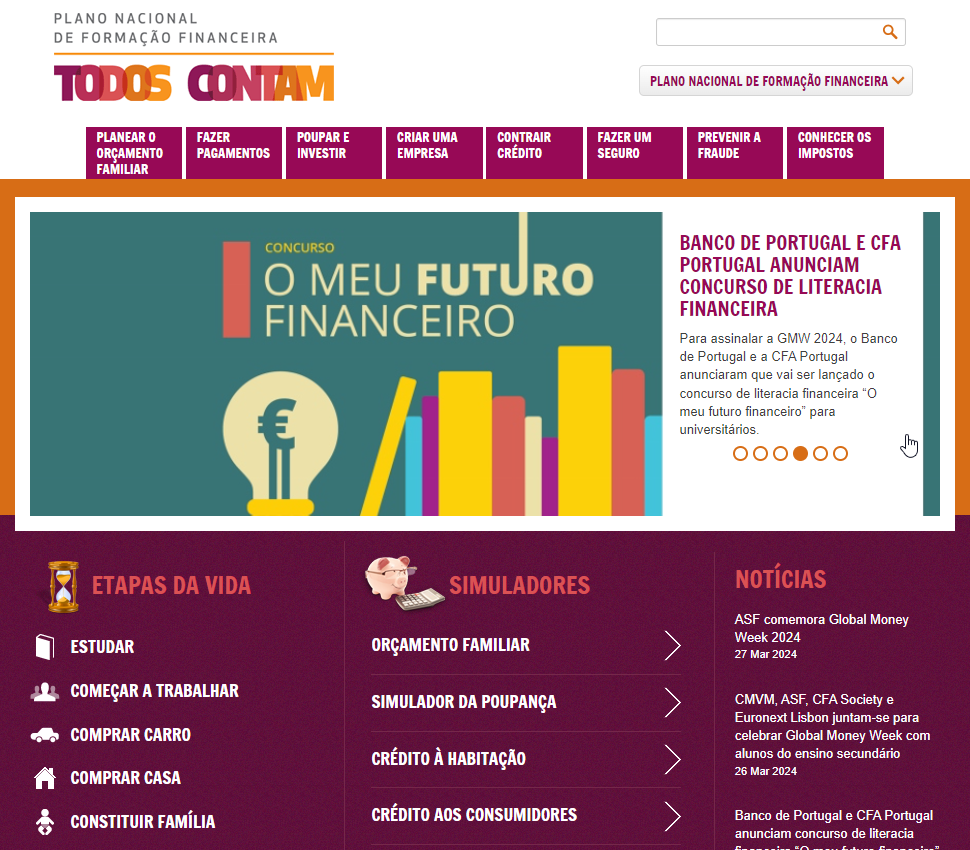 PLANO NACIONAL
DE FORMAÇÃO FINANCEIRA
TODOS CONTAM
PLANO NACIONAL DE FORMAÇÃO FINANCEIRA
PLANEAR O
ORÇAMENTO
FAMILIAR
FAZER
PAGAMENTOS
POUPAR E
INVESTIR
CRIAR UMA
EMPRESA
CONTRAIR
CRÉDITO
FAZER UM
SEGURO
PREVENIR A
FRAUDE
CONHECER OS
IMPOSTOS
CONCURSO
O MEU FUTURO
FINANCEIRO
€
BANCO DE PORTUGAL E CFA
PORTUGAL ANUNCIAM
CONCURSO DE LITERACIA
FINANCEIRA
Para assinalar a GMW 2024, o Banco
de Portugal e a CFA Portugal
anunciaram que vai ser lançado o
concurso de literacia financeira “O
meu futuro financeiro” para
universitários.
ETAPAS DA VIDA
ESTUDAR
COMEÇAR A TRABALHAR
COMPRAR CARRO
COMPRAR CASA
CONSTITUIR FAMÍLIA
SIMULADORES
ORÇAMENTO FAMILIAR
SIMULADOR DA POUPANÇA
CRÉDITO À HABITAÇÃO
CRÉDITO AOS CONSUMIDORES
NOTÍCIAS
ASF comemora Global Money
Week 2024
27 Mar 2024
CMVM, ASF, CFA Society e
Euronext Lisbon juntam-se para
celebrar Global Money Week com
alunos do ensino secundário
26 Mar 2024
Banco de Portugal e CFA Portugal
anunciam concurso de literacia
financeira “O meu futuro financeiro”